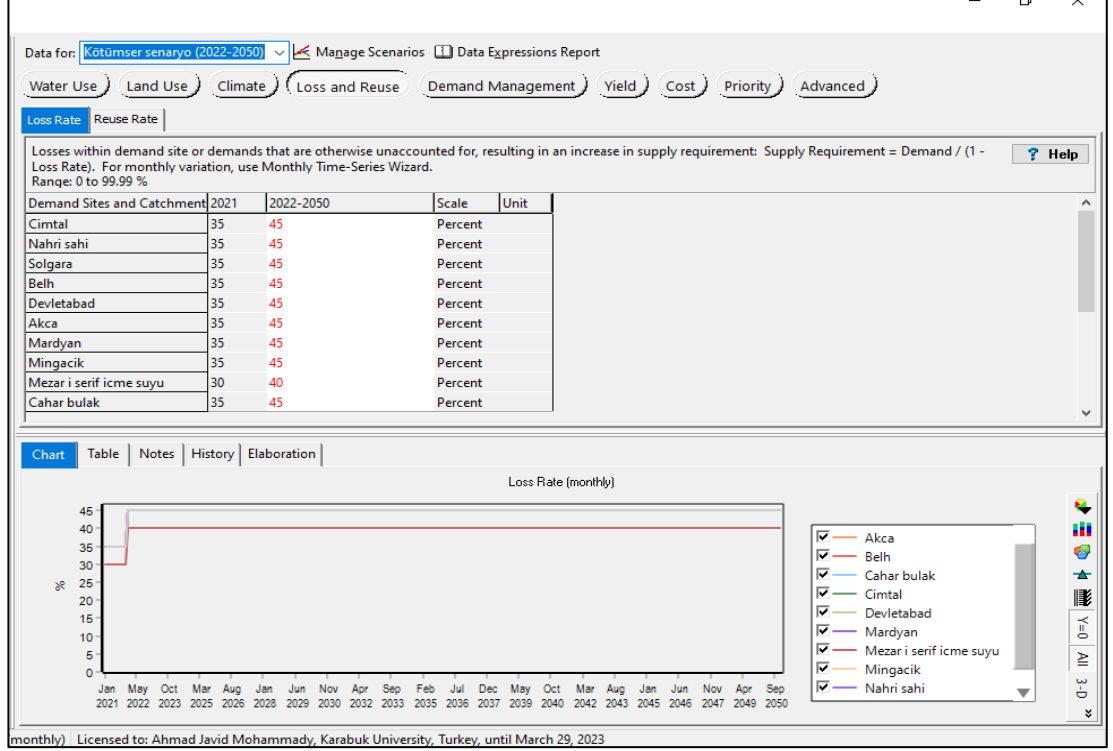 Data for: Kötümser senaryo (2022-2050) Manage Scenarios Data Expressions Report
Water Use Land Use Climate Loss and Reuse Demand Management Yield Cost Priority Advanced
Loss Rate Reuse Rate
Losses within demand site or demands that are otherwise unaccounted for, resulting in an increase in supply requirement: Supply Requirement = Demand / (1 -
Loss Rate). For monthly variation, use Monthly Time-Series Wizard.
Range: 0 to 99.99 %
? Help
Demand Sites and Catchment 2021 2022-2050 Scale Unit
Cimtal 35 45 Percent
Nahri sahi 35 45 Percent
Solgara 35 45 Percent
Belh 35 45 Percent
Devletabad 35 45 Percent
Akca 35 45 Percent
Mardyan 35 45 Percent
Mingacik 35 45 Percent
Mezar i serif icme suyu 30 40 Percent
Cahar bulak 35 45 Percent
Chart Table Notes History Elaboration
Loss Rate (monthly)
45
40
35
30
25
20
15
10
5
0
%
Jan May Oct Mar Aug Jan Jun Nov Apr Sep Feb Jul Dec May Oct Mar Aug Jan Jun Nov Apr Sep
2021 2022 2023 2025 2026 2028 2029 2030 2032 2033 2035 2036 2037 2039 2040 2042 2043 2045 2046 2047 2049 2050
Akca
Belh
Cahar bulak
Cimtal
Devletabad
Mardyan
Mezar i serif icme suyu
Mingacik
Nahri sahi
Y=0
All
3-D
monthly) Licensed to: Ahmad Javid Mohammady, Karabuk University, Turkey, until March 29, 2023